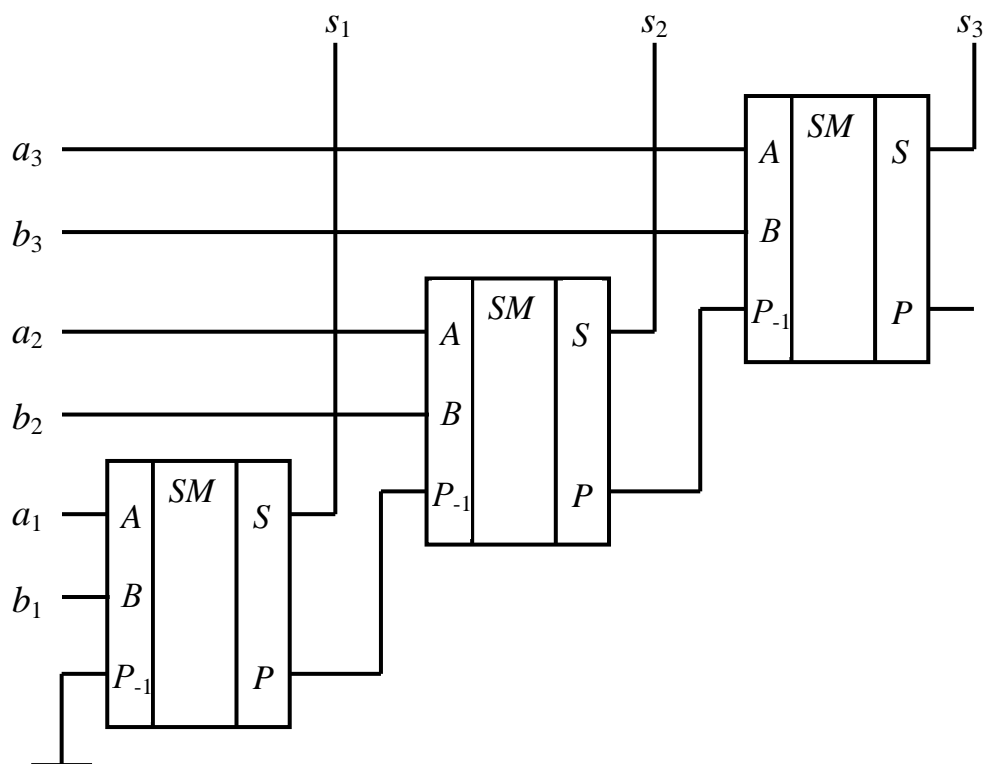 s1 s2 s3
a3 A SM S
b3 B
P-1 P
a2 A SM S
b2 B
P-1 P
a1 A SM S
b1 B
P-1 P